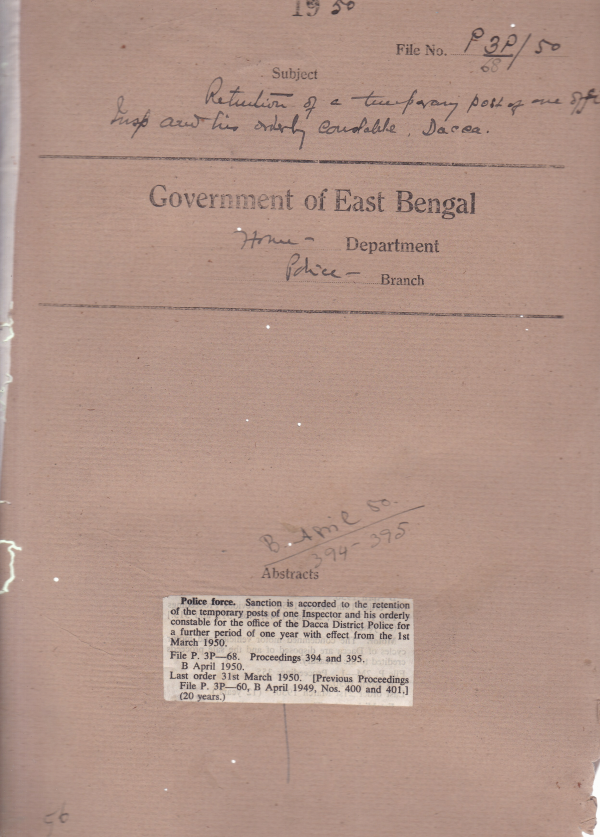 1950
File No. P 3P/50
68
Subject
Retention of a temporary post of one offr
Insp and his orderly constable, Dacca.
Government of East Bengal
Home - Department
Police - Branch
B. April 50.
394-395
Abstracts
Police force. Sanction is accorded to the retention
of the temporary posts of one Inspector and his orderly
constable for the office of the Dacca District Police for
a further period of one year with effect from the 1st
March 1950.
File P. 3P—68. Proceedings 394 and 395.
B April 1950.
Last order 31st March 1950. [Previous Proceedings
File P. 3P—60, B April 1949, Nos. 400 and 401.]
(20 years.)
56